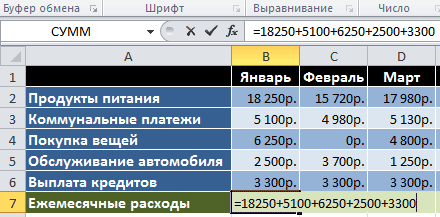 Буфер обмена Шрифт Выравнивание Число
СУММ fx =18250+5100+6250+2500+3300
A B C D
1 Январь Февраль Март
2 Продукты питания 18 250р. 15 720р. 17 980р.
3 Коммунальные платежи 5 100р. 4 980р. 5 130р.
4 Покупка вещей 6 250р. 0р. 4 800р.
5 Обслуживание автомобиля 2 500р. 3 700р. 1 250р.
6 Выплата кредитов 3 300р. 3 300р. 3 300р.
7 Ежемесячные расходы =18250+5100+6250+2500+3300